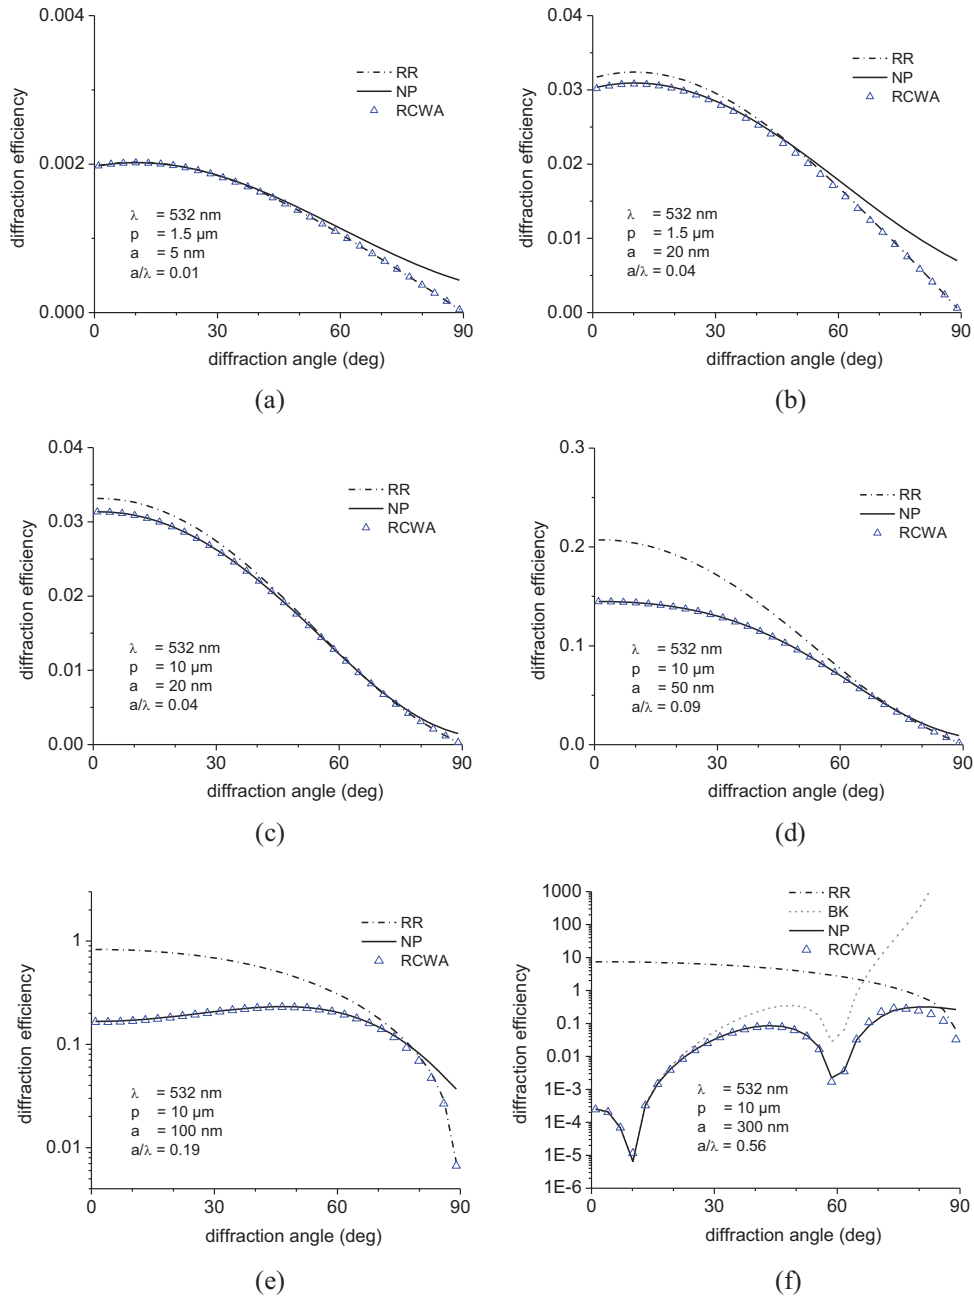 0.004
0.002
0.000
diffraction efficiency
RR
NP
RCWA
λ = 532 nm
p = 1.5 µm
a = 5 nm
a/λ = 0.01
0 30 60 90
diffraction angle (deg)
(a)
0.04
0.03
0.02
0.01
0.00
diffraction efficiency
RR
NP
RCWA
λ = 532 nm
p = 1.5 µm
a = 20 nm
a/λ = 0.04
0 30 60 90
diffraction angle (deg)
(b)
0.04
0.03
0.02
0.01
0.00
diffraction efficiency
RR
NP
RCWA
λ = 532 nm
p = 10 µm
a = 20 nm
a/λ = 0.04
0 30 60 90
diffraction angle (deg)
(c)
0.3
0.2
0.1
0.0
diffraction efficiency
RR
NP
RCWA
λ = 532 nm
p = 10 µm
a = 50 nm
a/λ = 0.09
0 30 60 90
diffraction angle (deg)
(d)
1
0.1
0.01
diffraction efficiency
RR
NP
RCWA
λ = 532 nm
p = 10 µm
a = 100 nm
a/λ = 0.19
0 30 60 90
diffraction angle (deg)
(e)
1000
100
10
1
0.1
0.01
1E-3
1E-4
1E-5
1E-6
diffraction efficiency
RR
BK
NP
RCWA
λ = 532 nm
p = 10 µm
a = 300 nm
a/λ = 0.56
0 30 60 90
diffraction angle (deg)
(f)